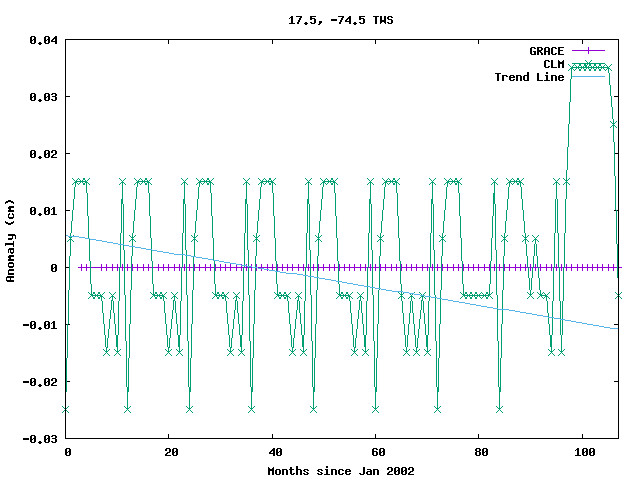 17.5, -74.5 TWS
GRACE
CLM
Trend Line
0.04
0.03
0.02
0.01
0
-0.01
-0.02
-0.03
Anomaly (cm)
0 20 40 60 80 100
Months since Jan 2002